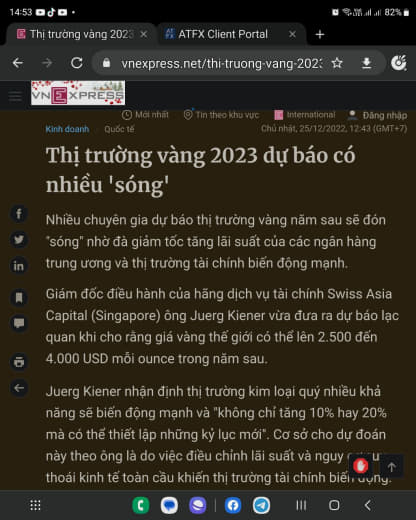 14:53
82%
Thị trường vàng 2023
ATFX Client Portal
vnexpress.net/thi-truong-vang-2023
VNEXPRESS
Mới nhất
Tin theo khu vực
International
Đăng nhập
Kinh doanh
Quốc tế
Chủ nhật, 25/12/2022, 12:43 (GMT+7)
Thị trường vàng 2023 dự báo có
nhiều 'sóng'
Nhiều chuyên gia dự báo thị trường vàng năm sau sẽ đón
"sóng" nhờ đà giảm tốc tăng lãi suất của các ngân hàng
trung ương và thị trường tài chính biến động mạnh.
Giám đốc điều hành của hãng dịch vụ tài chính Swiss Asia
Capital (Singapore) ông Juerg Kiener vừa đưa ra dự báo lạc
quan khi cho rằng giá vàng thế giới có thể lên 2.500 đến
4.000 USD mỗi ounce trong năm sau.
Juerg Kiener nhận định thị trường kim loại quý nhiều khả
năng sẽ biến động mạnh và "không chỉ tăng 10% hay 20%
mà có thể thiết lập những kỷ lục mới". Cơ sở cho dự đoán
này theo ông là do việc điều chỉnh lãi suất và nguy cơ suy
thoái kinh tế toàn cầu khiến thị trường tài chính biến động.